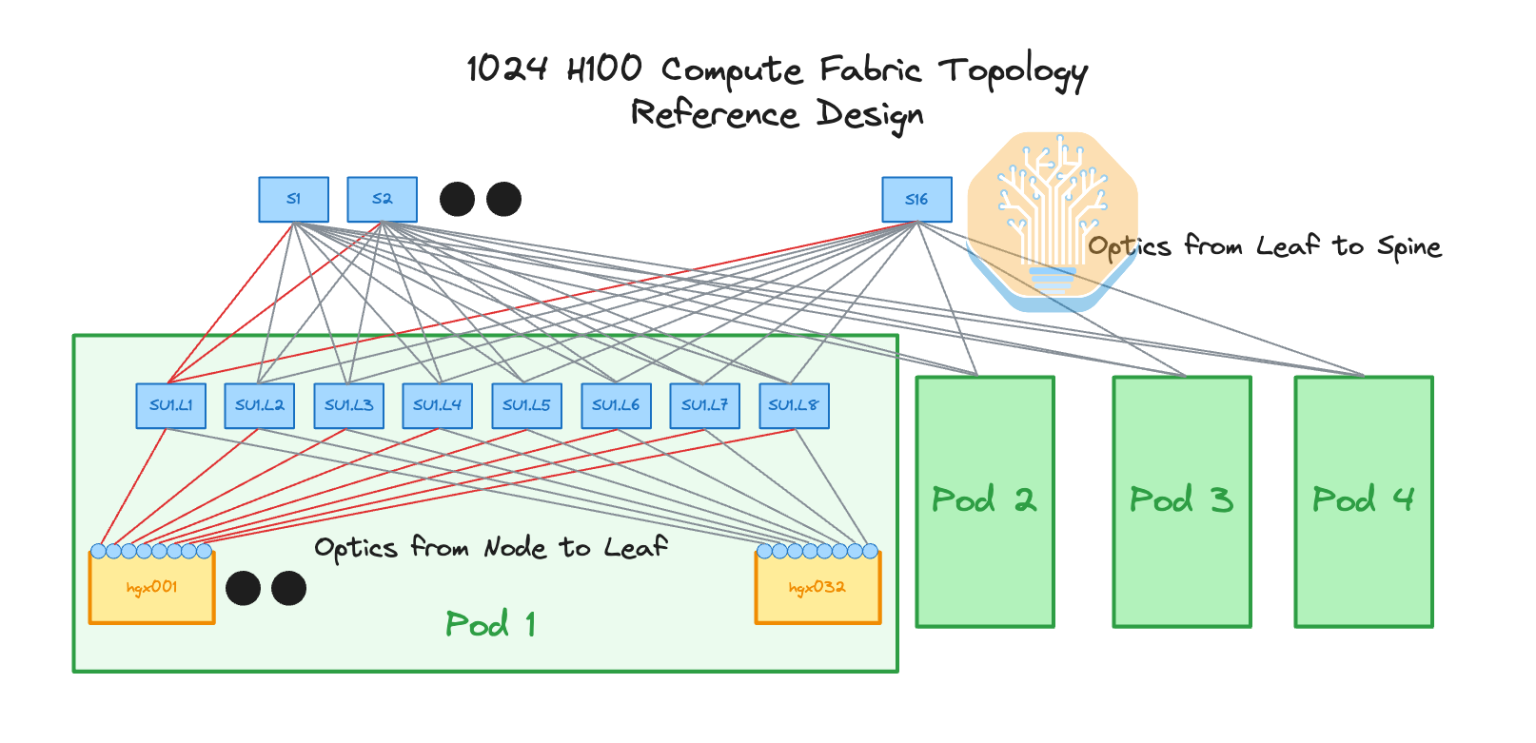 1024 H100 Compute Fabric Topology
Reference Design
S1
S2
S16
Optics from Leaf to Spine
SU1.L1
SU1.L2
SU1.L3
SU1.L4
SU1.L5
SU1.L6
SU1.L7
SU1.L8
Pod 2
Pod 3
Pod 4
Optics from Node to Leaf
hgx001
hgx032
Pod 1